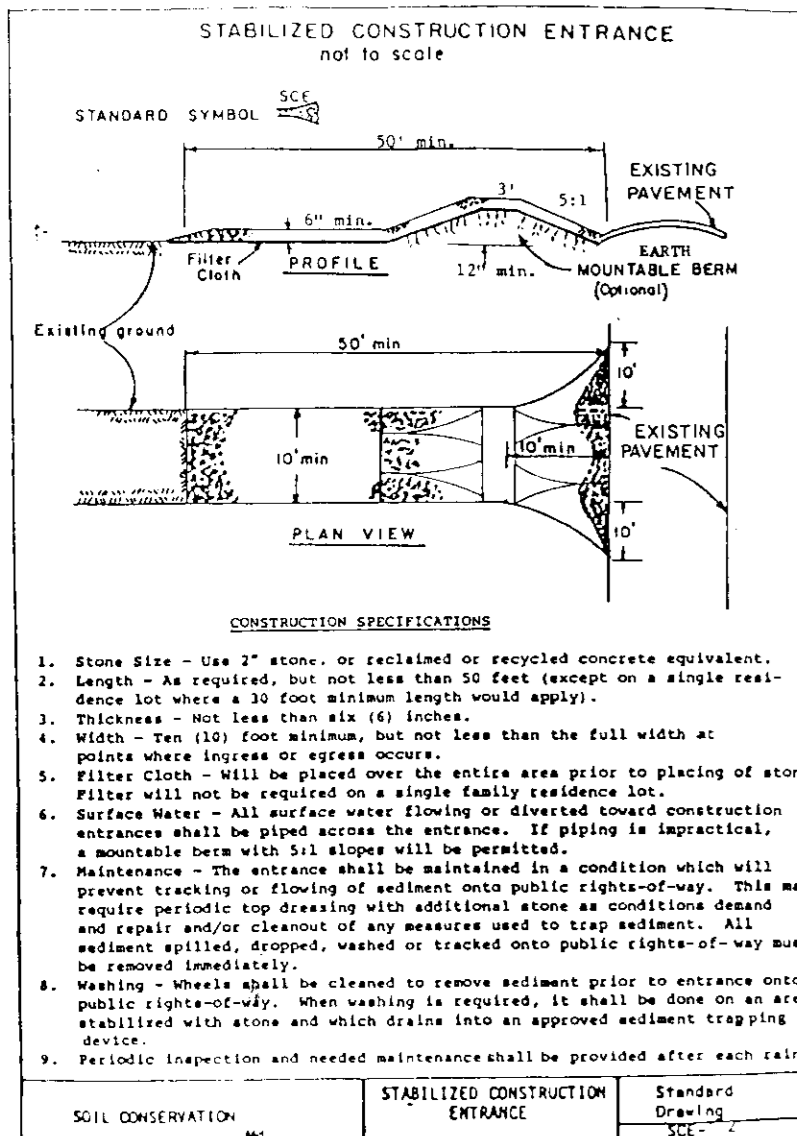 STABILIZED CONSTRUCTION ENTRANCE
not to scale
SCE
STANDARD SYMBOL
50' min.
3'
5:1
EXISTING
PAVEMENT
6" min.
Filter
Cloth
PROFILE
12" min.
EARTH
MOUNTABLE BERM
(Optional)
Existing ground
50' min
10'
10' min
10' min
EXISTING
PAVEMENT
10'
PLAN VIEW
CONSTRUCTION SPECIFICATIONS
1. Stone Size - Use 2" stone, or reclaimed or recycled concrete equivalent.
2. Length - As required, but not less than 50 feet (except on a single resi-
dence lot where a 30 foot minimum length would apply).
3. Thickness - Not less than six (6) inches.
4. Width - Ten (10) foot minimum, but not less than the full width at
points where ingress or egress occurs.
5. Filter Cloth - Will be placed over the entire area prior to placing of ston
Filter will not be required on a single family residence lot.
6. Surface Water - All surface water flowing or diverted toward construction
entrances shall be piped across the entrance. If piping is impractical,
a mountable berm with 5:1 slopes will be permitted.
7. Maintenance - The entrance shall be maintained in a condition which will
prevent tracking or flowing of sediment onto public rights-of-way. This ma
require periodic top dressing with additional stone as conditions demand
and repair and/or cleanout of any measures used to trap sediment. All
sediment spilled, dropped, washed or tracked onto public rights-of-way mus
be removed immediately.
8. Washing - Wheels shall be cleaned to remove sediment prior to entrance onto
public rights-of-way. When washing is required, it shall be done on an are
stabilized with stone and which drains into an approved sediment trapping
device.
9. Periodic inspection and needed maintenance shall be provided after each rain
SOIL CONSERVATION
STABILIZED CONSTRUCTION
ENTRANCE
Standard
Drawing
SCE- 2